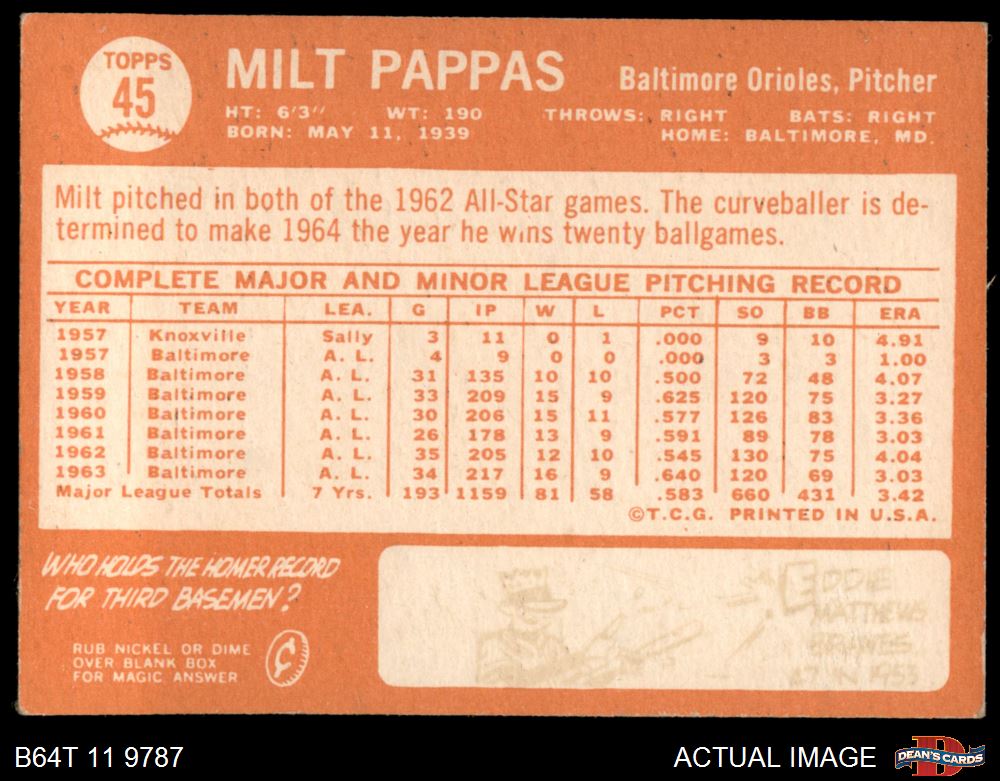 TOPPS
45
MILT PAPPAS
Baltimore Orioles, Pitcher
HT: 6'3" WT: 190 THROWS: RIGHT BATS: RIGHT
BORN: MAY 11, 1939 HOME: BALTIMORE, MD.
Milt pitched in both of the 1962 All-Star games. The curveballer is de-
termined to make 1964 the year he wins twenty ballgames.
COMPLETE MAJOR AND MINOR LEAGUE PITCHING RECORD
YEAR TEAM LEA. G IP W L PCT SO BB ERA
1957 Knoxville Sally 3 11 0 1 .000 9 10 4.91
1957 Baltimore A. L. 4 9 0 0 .000 3 3 1.00
1958 Baltimore A. L. 31 135 10 10 .500 72 48 4.07
1959 Baltimore A. L. 33 209 15 9 .625 120 75 3.27
1960 Baltimore A. L. 30 206 15 11 .577 126 83 3.36
1961 Baltimore A. L. 26 178 13 9 .591 89 78 3.03
1962 Baltimore A. L. 35 205 12 10 .545 130 75 4.04
1963 Baltimore A. L. 34 217 16 9 .640 120 69 3.03
Major League Totals 7 Yrs. 193 1159 81 58 .583 660 431 3.42
©T.C.G. PRINTED IN U.S.A.
WHO HOLDS THE HOMER RECORD
FOR THIRD BASEMEN?
RUB NICKEL OR DIME
OVER BLANK BOX
FOR MAGIC ANSWER
¢
EDDIE
MATTHEWS
BRAVES
47 IN 1953
B64T 11 9787
ACTUAL IMAGE
D
DEAN'S CARDS